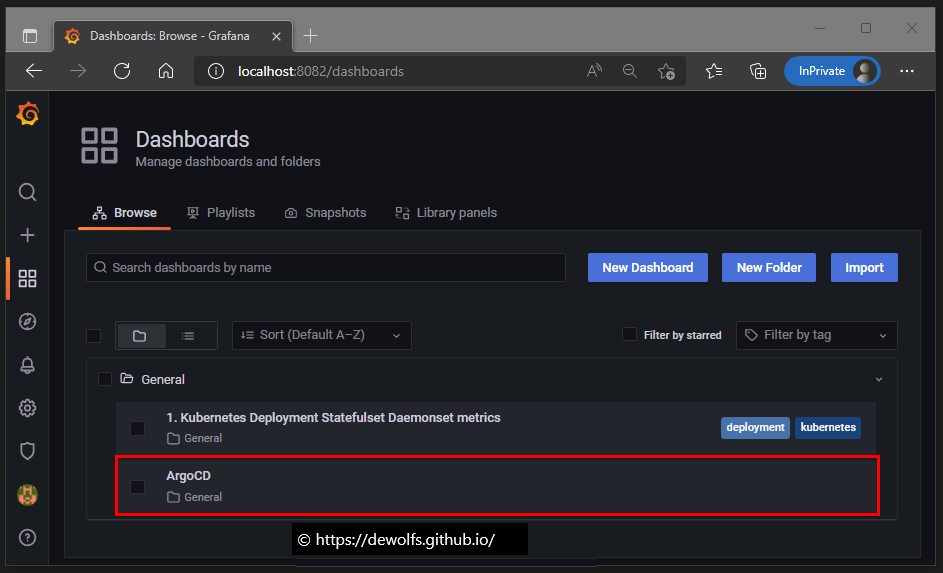 Dashboards: Browse - Grafana
localhost:8082/dashboards
InPrivate
Dashboards
Manage dashboards and folders
Browse
Playlists
Snapshots
Library panels
Search dashboards by name
New Dashboard
New Folder
Import
Sort (Default A–Z)
Filter by starred
Filter by tag
General
1. Kubernetes Deployment Statefulset Daemonset metrics
General
deployment
kubernetes
ArgoCD
General
© https://dewolfs.github.io/